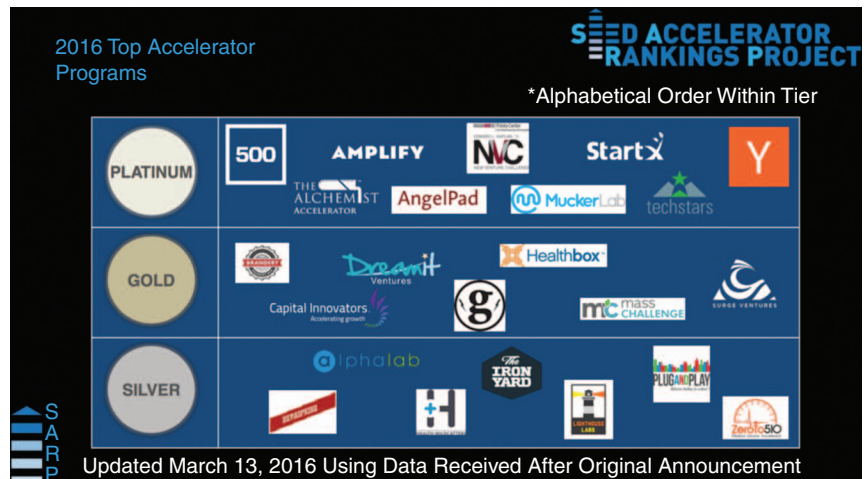 2016 Top Accelerator
Programs
SEED ACCELERATOR
RANKINGS PROJECT
*Alphabetical Order Within Tier
PLATINUM
500
AMPLIFY
NVC
NEW VENTURE CHALLENGE
StartX
Y
THE
ALCHEMIST
ACCELERATOR
AngelPad
MuckerLab
techstars
GOLD
BRANDERY
Dreamit
Ventures
Healthbox™
SURGE VENTURES
Capital Innovators.
Accelerating growth
g
mc mass
CHALLENGE
SILVER
alphalab
The
IRON
YARD
PLUGANDPLAY
H
LIGHTHOUSE
LABS
ZeroTo510
SARP
Updated March 13, 2016 Using Data Received After Original Announcement